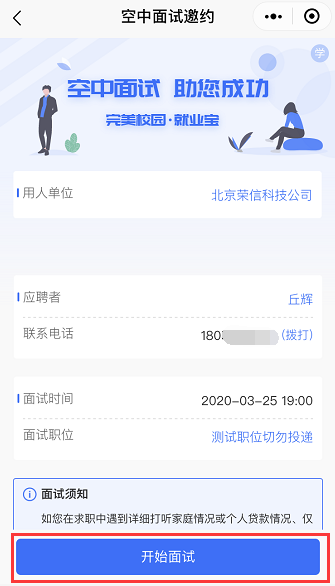 空中面试邀约
学
空中面试 助您成功
完美校园·就业宝
用人单位 北京荣信科技公司
应聘者 丘辉
联系电话 180 (拨打)
面试时间 2020-03-25 19:00
面试职位 测试职位切勿投递
面试须知
如您在求职中遇到详细打听家庭情况或个人贷款情况、仅
开始面试